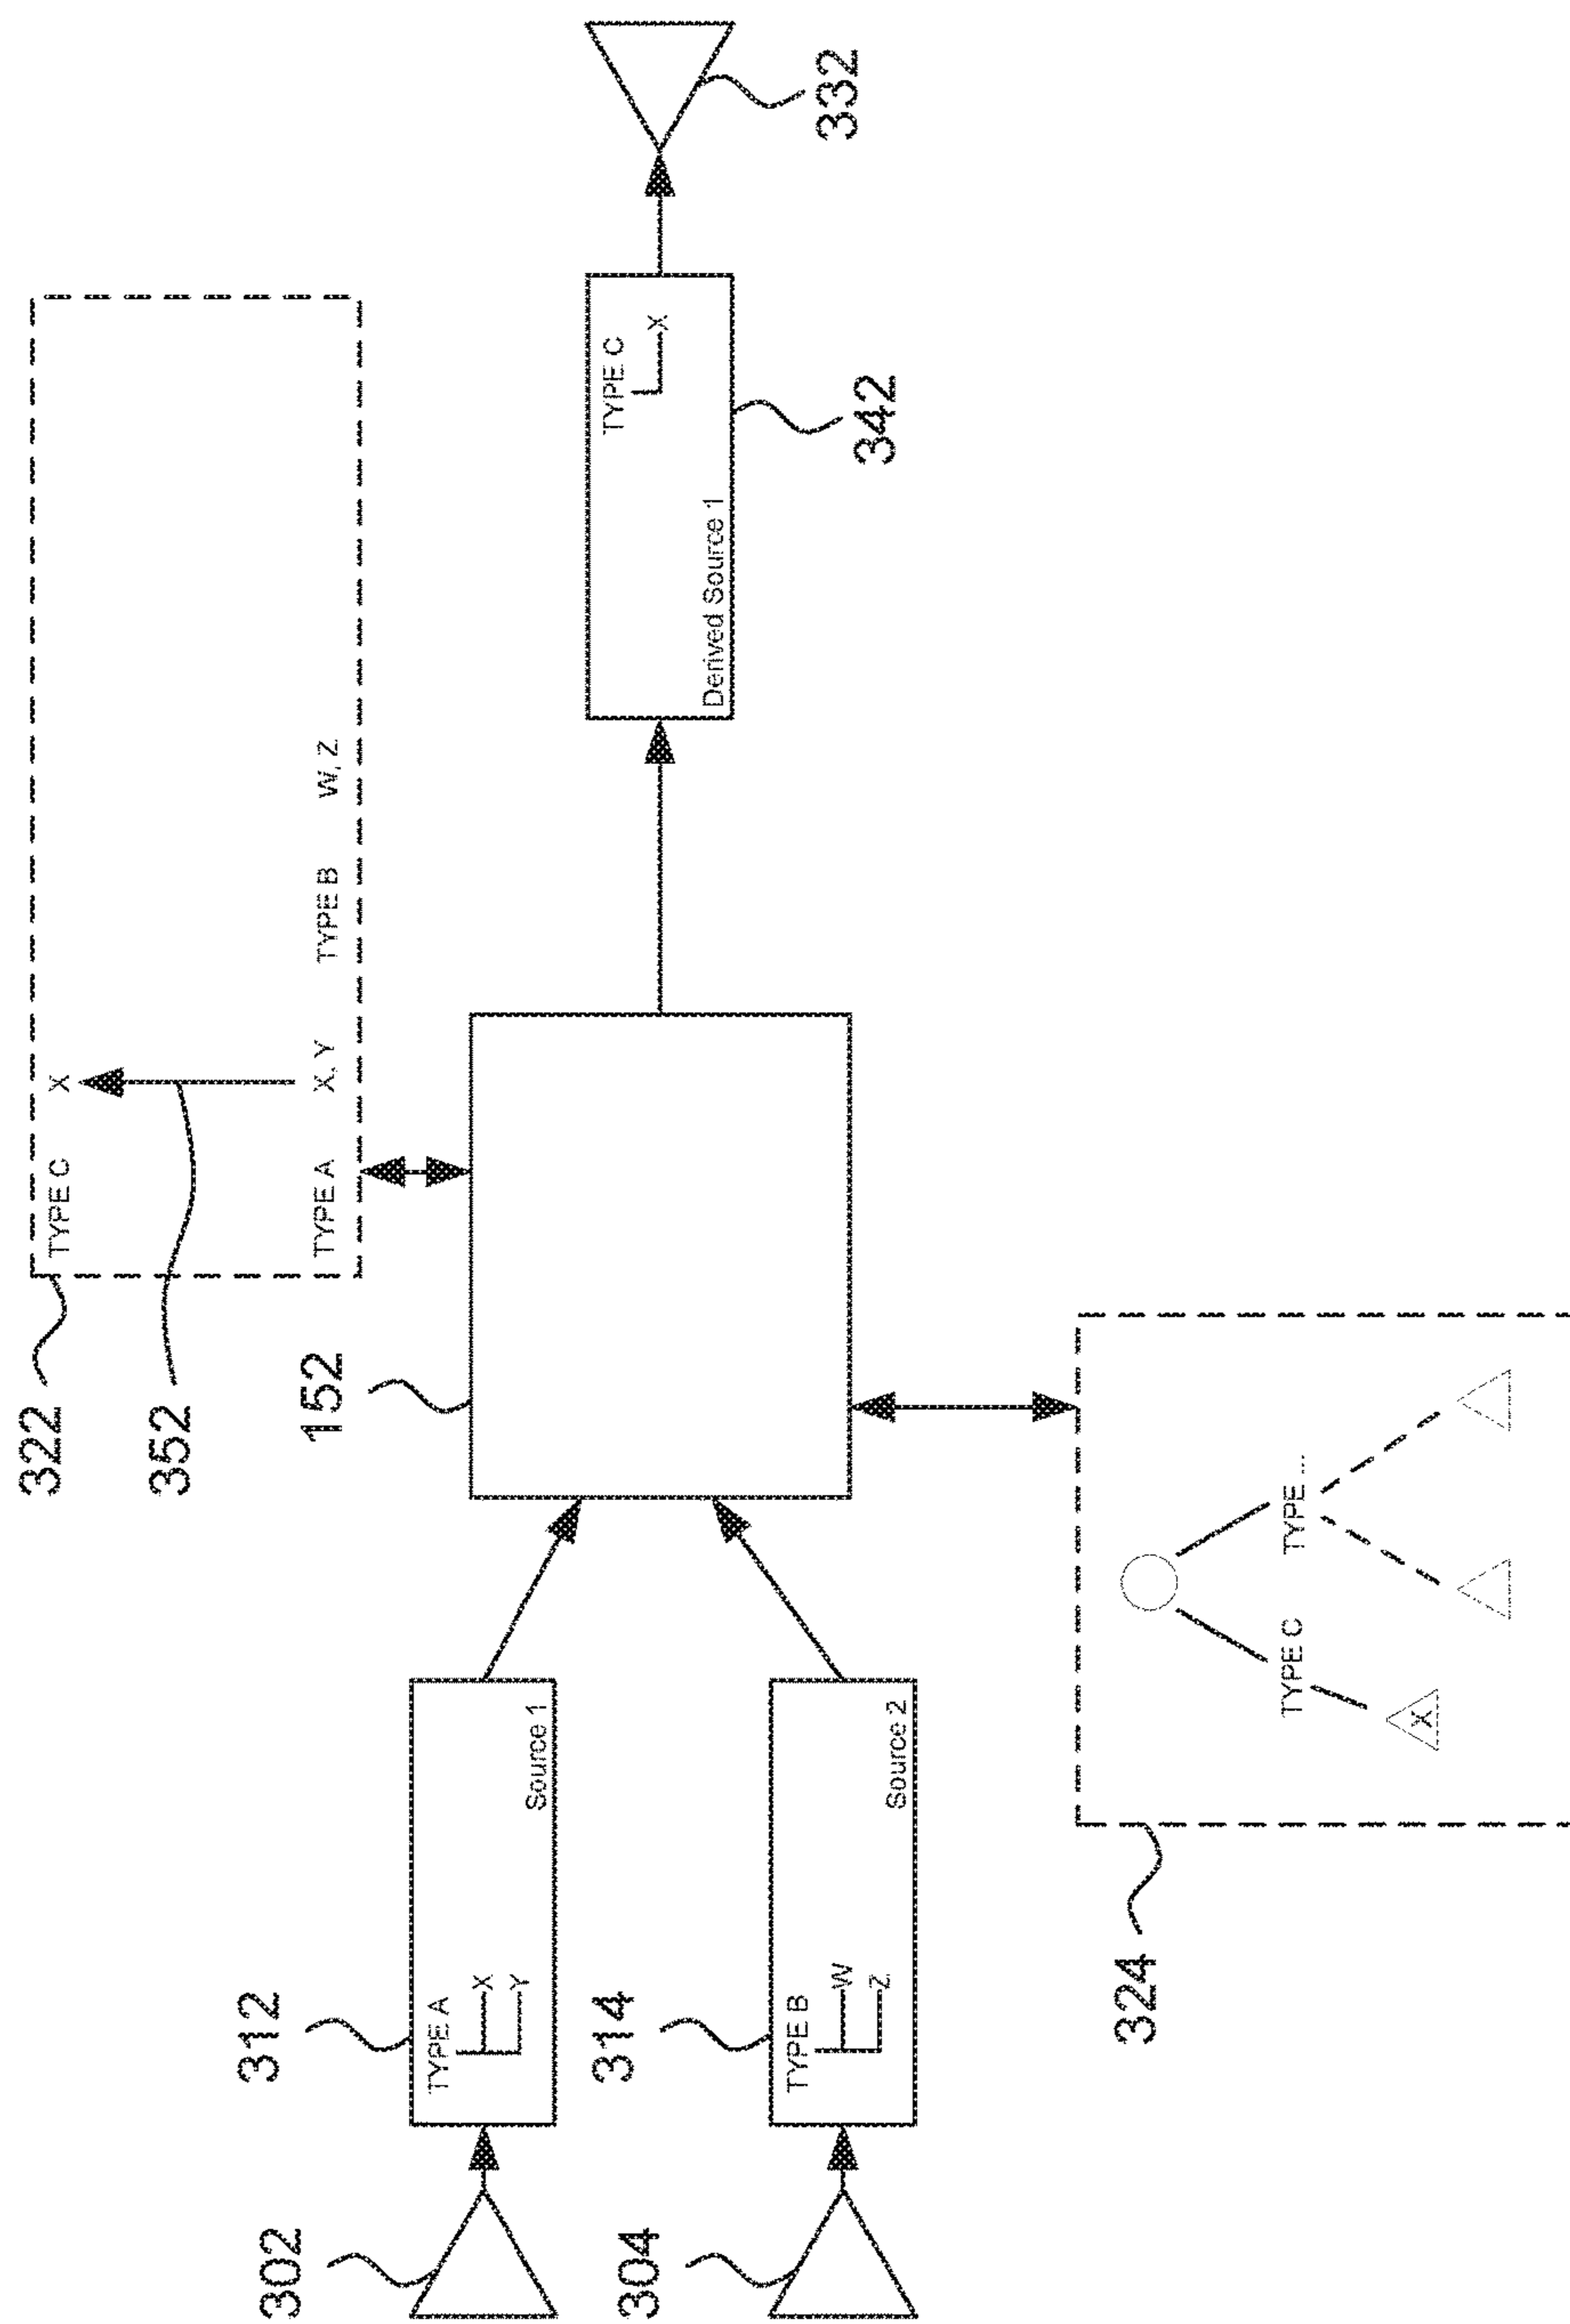 322
TYPE C X
352
TYPE A X, Y TYPE B W, Z
152
302
312
TYPE A
X
Y
Source 1
304
314
TYPE B
W
Z
Source 2
TYPE C
X
Derived Source 1
342
332
324
TYPE C TYPE ...
X